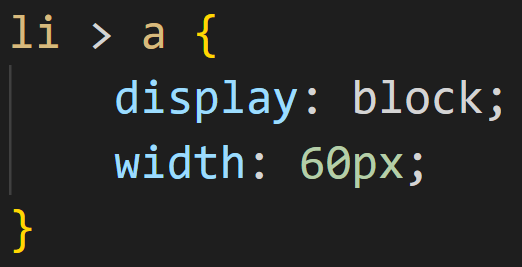 li > a {
    display: block;
    width: 60px;
}